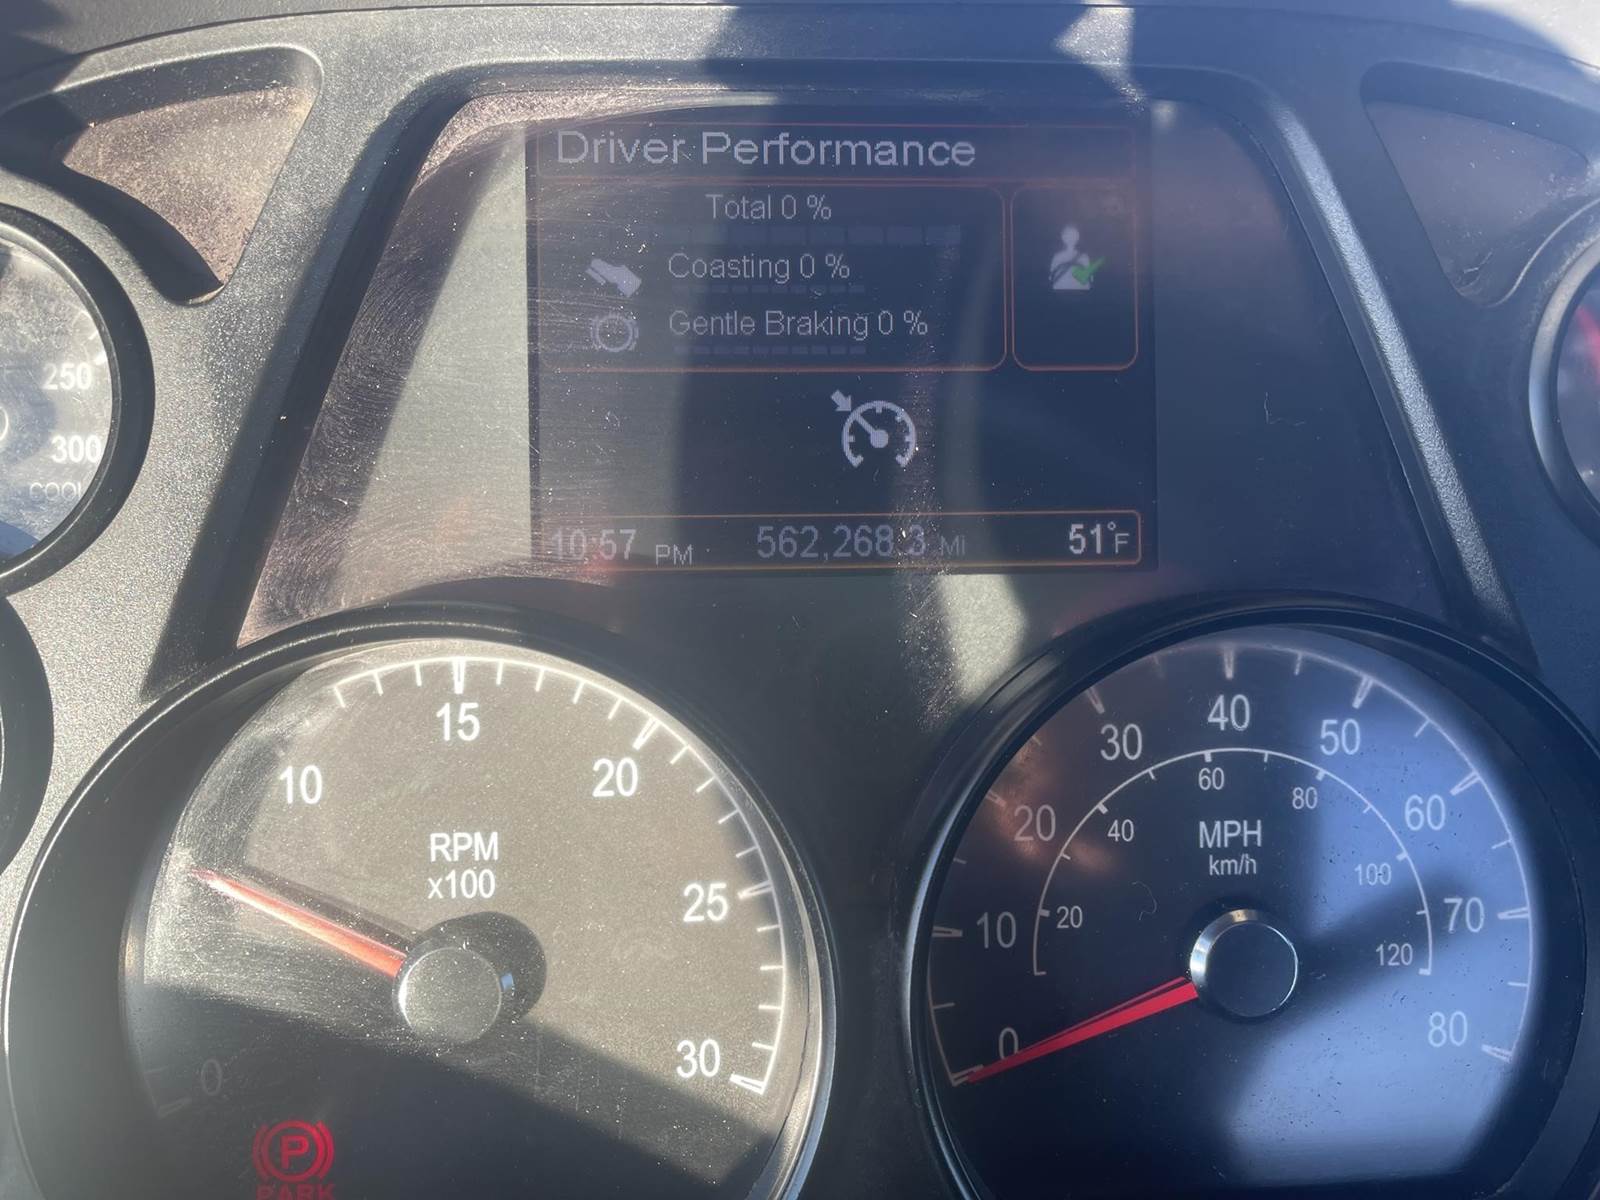 Driver Performance
Total 0 %
Coasting 0 %
Gentle Braking 0 %
10:57 PM 562,268.3 MI 51°F
250
300
COOL
0
10
15
20
25
30
RPM
x100
P
PARK
0
10
20
30
40
50
60
70
80
20
40
60
80
100
120
MPH
km/h